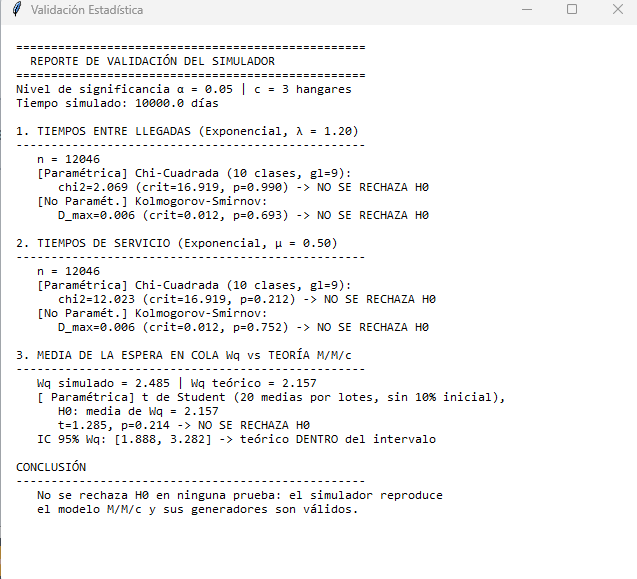 Validación Estadística
==================================================
REPORTE DE VALIDACIÓN DEL SIMULADOR
==================================================
Nivel de significancia α = 0.05 | c = 3 hangares
Tiempo simulado: 10000.0 días
1. TIEMPOS ENTRE LLEGADAS (Exponencial, λ = 1.20)
--------------------------------------------------
n = 12046
[Paramétrica] Chi-Cuadrada (10 clases, gl=9):
chi2=2.069 (crit=16.919, p=0.990) -> NO SE RECHAZA H0
[No Paramét.] Kolmogorov-Smirnov:
D_max=0.006 (crit=0.012, p=0.693) -> NO SE RECHAZA H0
2. TIEMPOS DE SERVICIO (Exponencial, μ = 0.50)
--------------------------------------------------
n = 12046
[Paramétrica] Chi-Cuadrada (10 clases, gl=9):
chi2=12.023 (crit=16.919, p=0.212) -> NO SE RECHAZA H0
[No Paramét.] Kolmogorov-Smirnov:
D_max=0.006 (crit=0.012, p=0.752) -> NO SE RECHAZA H0
3. MEDIA DE LA ESPERA EN COLA Wq vs TEORÍA M/M/c
--------------------------------------------------
Wq simulado = 2.485 | Wq teórico = 2.157
[ Paramétrica] t de Student (20 medias por lotes, sin 10% inicial),
H0: media de Wq = 2.157
t=1.285, p=0.214 -> NO SE RECHAZA H0
IC 95% Wq: [1.888, 3.282] -> teórico DENTRO del intervalo
CONCLUSIÓN
--------------------------------------------------
No se rechaza H0 en ninguna prueba: el simulador reproduce
el modelo M/M/c y sus generadores son válidos.